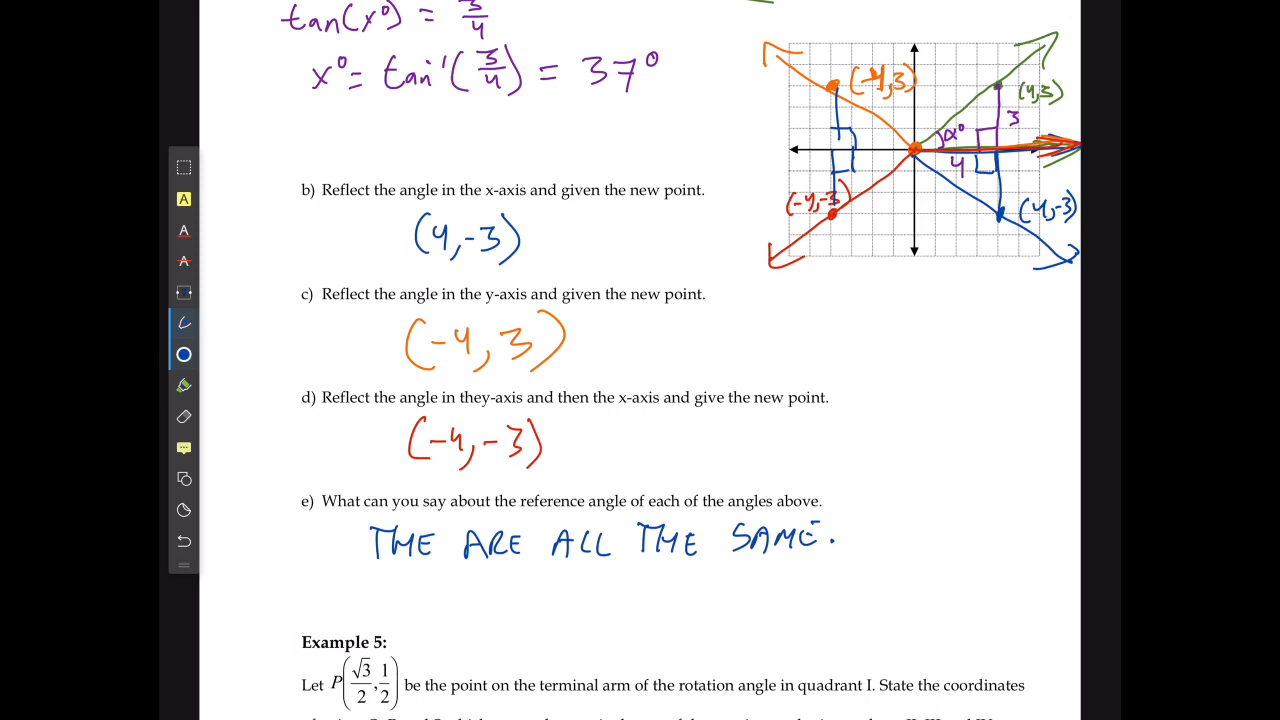 tan(x°) = 3/4
x° = tan⁻¹(3/4) = 37°
(-4,3)
(4,3)
x°
3
4
b) Reflect the angle in the x-axis and given the new point.
(-4,-3)
(4,-3)
(4,-3)
c) Reflect the angle in the y-axis and given the new point.
(-4, 3)
d) Reflect the angle in they-axis and then the x-axis and give the new point.
(-4, -3)
e) What can you say about the reference angle of each of the angles above.
THE ARE ALL THE SAME.
Example 5:
Let P(√3/2, 1/2) be the point on the terminal arm of the rotation angle in quadrant I. State the coordinates